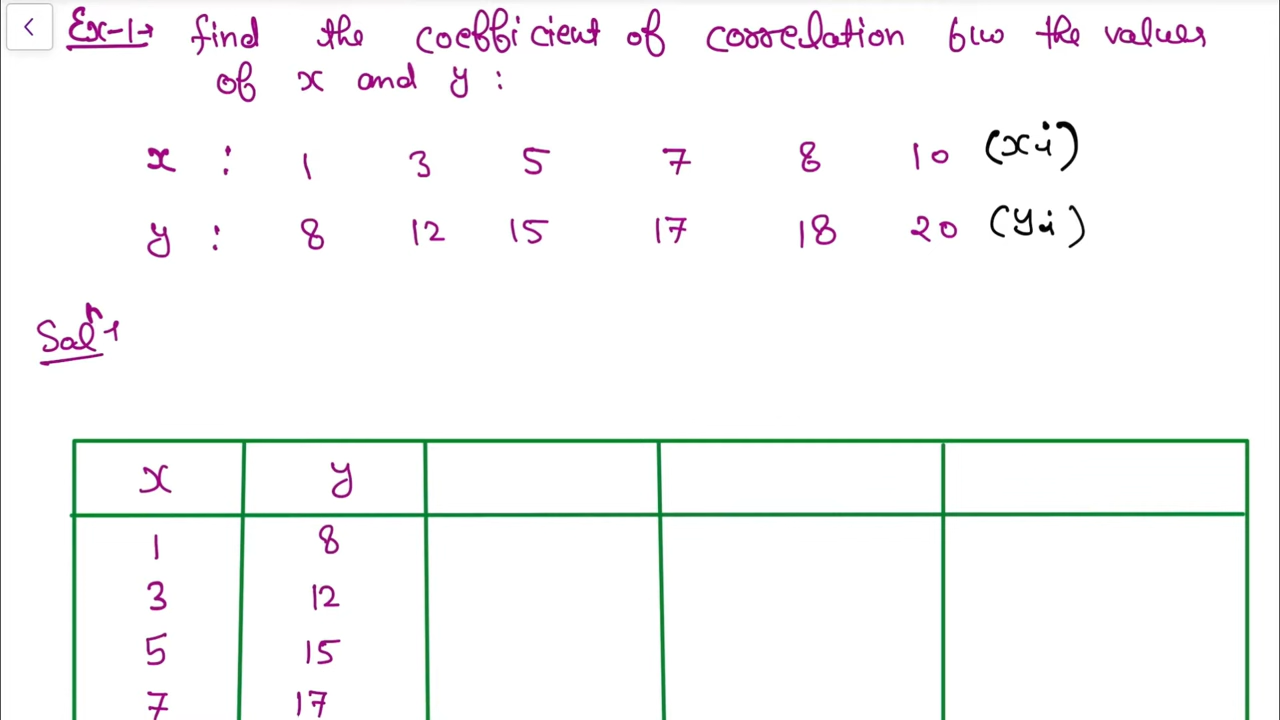 Ex-1→ find the coefficient of correlation b/w the values
of x and y :
x : 1 3 5 7 8 10 (xi)
y : 8 12 15 17 18 20 (yi)
Solⁿ→
x y
1 8
3 12
5 15
7 17